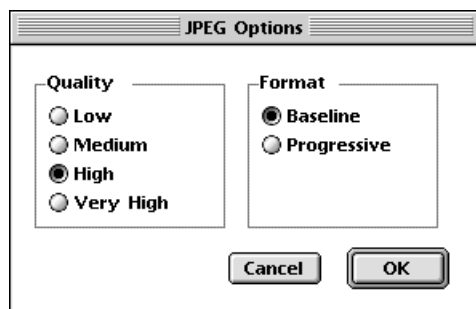 JPEG Options
Quality
Low
Medium
High
Very High
Format
Baseline
Progressive
Cancel
OK